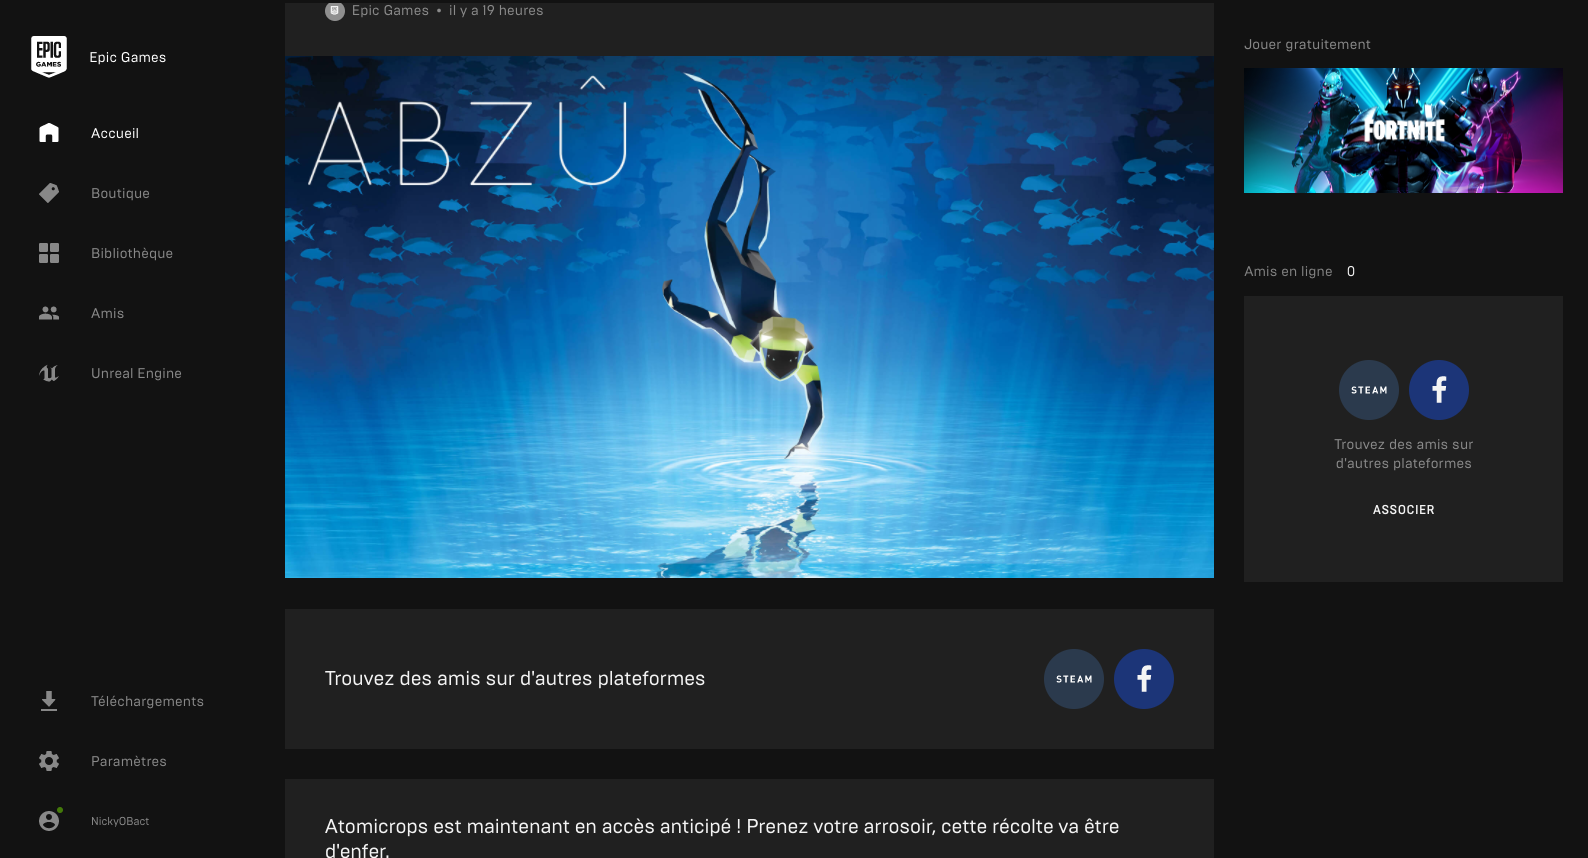 EPIC
GAMES
Epic Games
Accueil
Boutique
Bibliothèque
Amis
Unreal Engine
Téléchargements
Paramètres
NickyOBact
Epic Games • il y a 19 heures
ABZÛ
Trouvez des amis sur d'autres plateformes
STEAM
Atomicrops est maintenant en accès anticipé ! Prenez votre arrosoir, cette récolte va être
d'enfer.
Jouer gratuitement
FORTNITE
Amis en ligne 0
STEAM
Trouvez des amis sur
d'autres plateformes
ASSOCIER